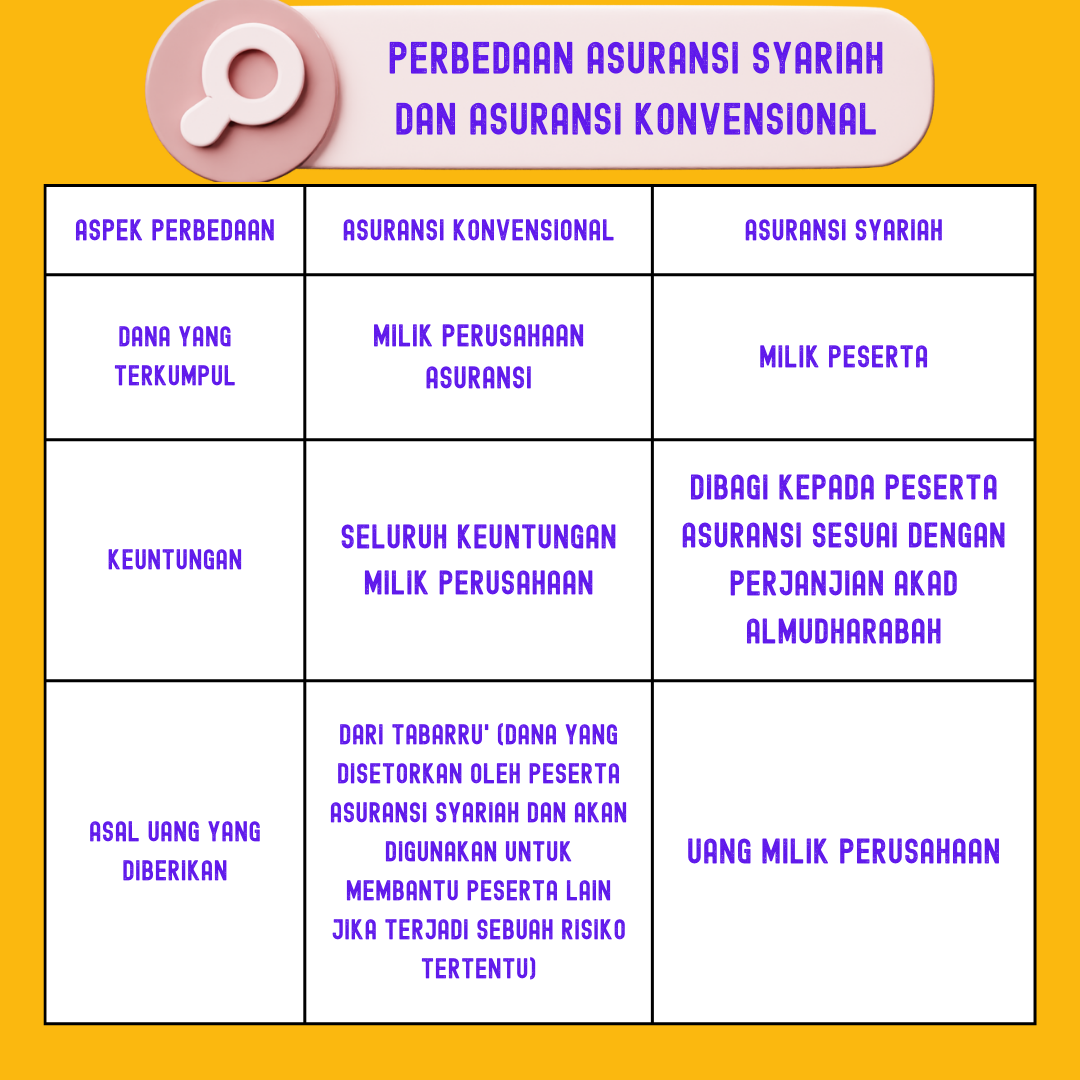 PERBEDAAN ASURANSI SYARIAH
DAN ASURANSI KONVENSIONAL
ASPEK PERBEDAAN
ASURANSI KONVENSIONAL
ASURANSI SYARIAH
DANA YANG
TERKUMPUL
MILIK PERUSAHAAN
ASURANSI
MILIK PESERTA
KEUNTUNGAN
SELURUH KEUNTUNGAN
MILIK PERUSAHAAN
DIBAGI KEPADA PESERTA
ASURANSI SESUAI DENGAN
PERJANJIAN AKAD
ALMUDHARABAH
ASAL UANG YANG
DIBERIKAN
DARI TABARRU' (DANA YANG
DISETORKAN OLEH PESERTA
ASURANSI SYARIAH DAN AKAN
DIGUNAKAN UNTUK
MEMBANTU PESERTA LAIN
JIKA TERJADI SEBUAH RISIKO
TERTENTU)
UANG MILIK PERUSAHAAN